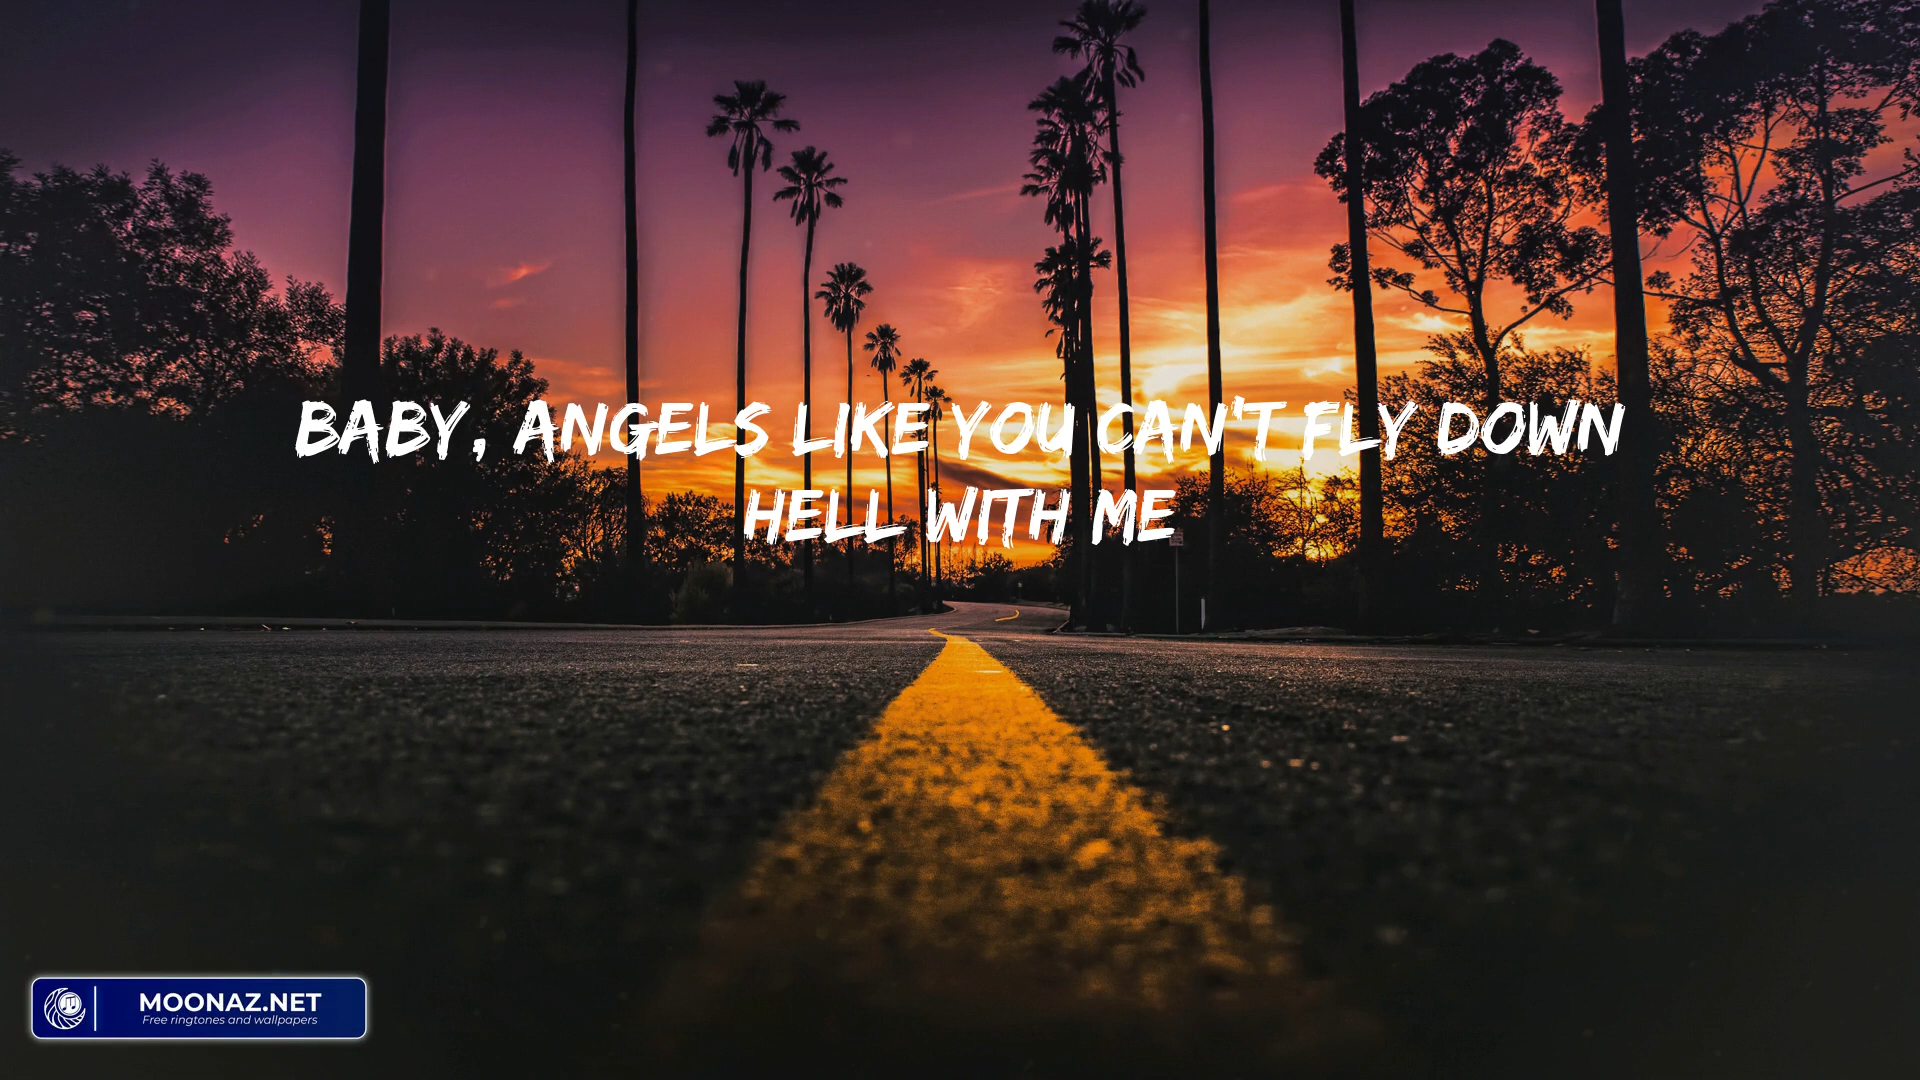 BABY, ANGELS LIKE YOU CAN'T FLY DOWN
HELL WITH ME
MOONAZ.NET
Free ringtones and wallpapers